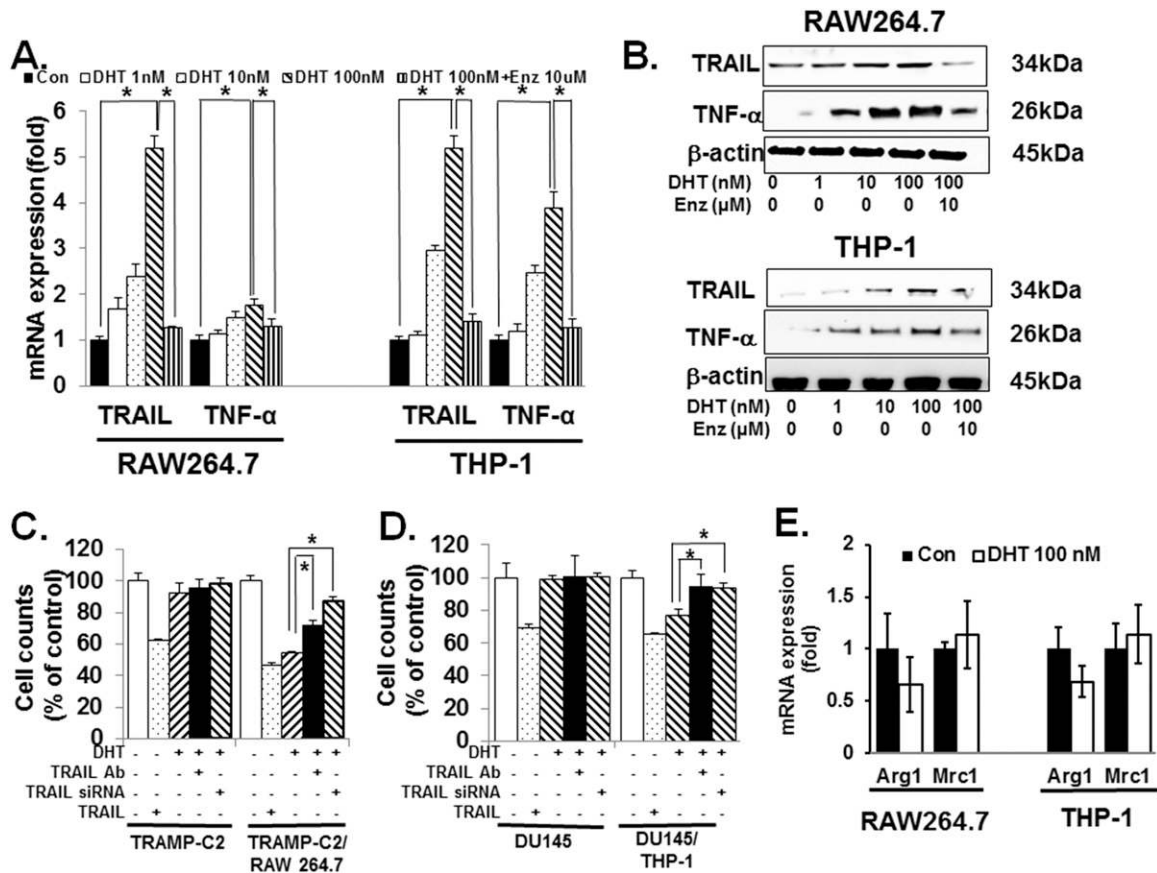 A.
Con DHT 1nM DHT 10nM DHT 100nM DHT 100nM+Enz 10uM
* * * * * * * *
mRNA expression (fold)
6
5
4
3
2
1
0
TRAIL TNF-α TRAIL TNF-α
RAW264.7 THP-1
B.
RAW264.7
TRAIL 34kDa
TNF-α 26kDa
β-actin 45kDa
DHT (nM) 0 1 10 100 100
Enz (µM) 0 0 0 0 10
THP-1
TRAIL 34kDa
TNF-α 26kDa
β-actin 45kDa
DHT (nM) 0 1 10 100 100
Enz (µM) 0 0 0 0 10
C.
* *
Cell counts
(% of control)
120
100
80
60
40
20
0
DHT - - + + + - - + + +
TRAIL Ab - - - + - - - - + -
TRAIL siRNA - - - - + - - - - +
TRAIL - + - - - - + - - -
TRAMP-C2 TRAMP-C2/
RAW 264.7
D.
* *
Cell counts
(% of control)
120
100
80
60
40
20
0
DHT - - + + + - - + + +
TRAIL Ab - - - + - - - - + -
TRAIL siRNA - - - - + - - - - +
TRAIL - + - - - - + - - -
DU145 DU145/
THP-1
E.
Con DHT 100 nM
mRNA expression
(fold)
2
1.5
1
0.5
0
Arg1 Mrc1 Arg1 Mrc1
RAW264.7 THP-1